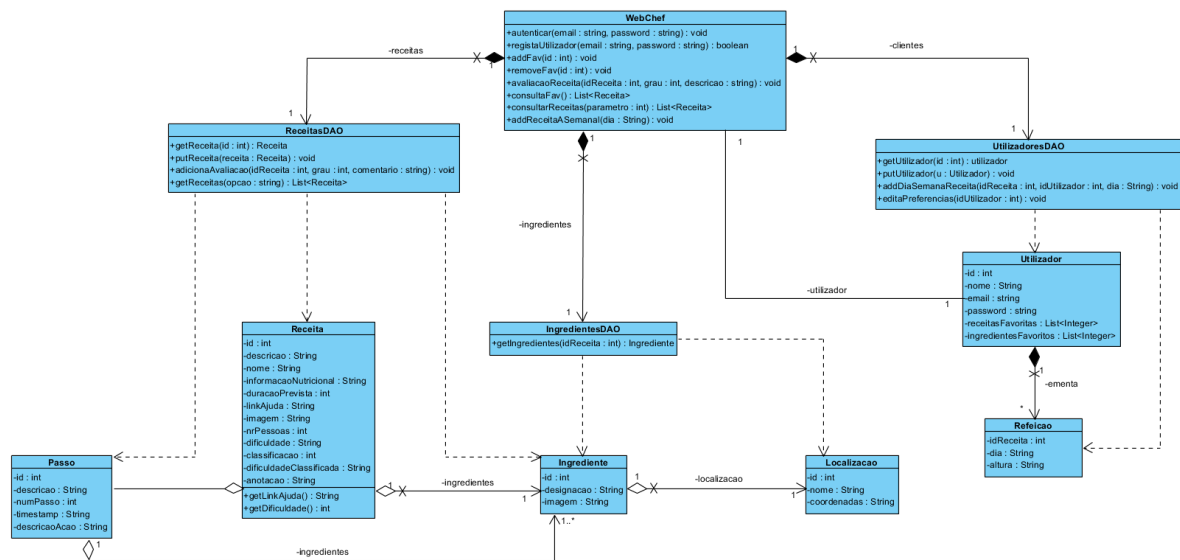 WebChef
+autenticar(email : string, password : string) : void
+registaUtilizador(email : string, password : string) : boolean
+addFav(id : int) : void
+removeFav(id : int) : void
+avaliacaoReceita(idReceita : int, grau : int, descricao : string) : void
+consultaFav() : List<Receita>
+consultarReceitas(parametro : int) : List<Receita>
+addReceitaASemanal(dia : String) : void
-receitas
1
1
-clientes
1
1
1
1
ReceitasDAO
+getReceita(id : int) : Receita
+putReceita(receita : Receita) : void
+adicionaAvaliacao(idReceita : int, grau : int, comentario : string) : void
+getReceitas(opcao : string) : List<Receita>
UtilizadoresDAO
+getUtilizador(id : int) : utilizador
+putUtilizador(u : Utilizador) : void
+addDiaSemanaReceita(idReceita : int, idUtilizador : int, dia : String) : void
+editaPreferencias(idUtilizador : int) : void
-ingredientes
1
-utilizador
1
Utilizador
-id : int
-nome : String
-email : string
-password : string
-receitasFavoritas : List<Integer>
-ingredientesFavoritos : List<Integer>
1
-ementa
*
IngredientesDAO
+getIngredientes(idReceita : int) : Ingrediente
Receita
-id : int
-descricao : String
-nome : String
-informacaoNutricional : String
-duracaoPrevista : int
-linkAjuda : String
-imagem : String
-nrPessoas : int
-dificuldade : String
-classificacao : int
-dificuldadeClassificada : String
-anotacao : String
+getLinkAjuda() : String
+getDificuldade() : int
Refeicao
-idReceita : int
-dia : String
-altura : String
Passo
-id : int
-descricao : String
-numPasso : int
-timestamp : String
-descricaoAcao : String
1
-ingredientes
1
Ingrediente
-id : int
-designacao : String
-imagem : String
1
-localizacao
1
Localizacao
-id : int
-nome : String
-coordenadas : String
1
-ingredientes
1..*